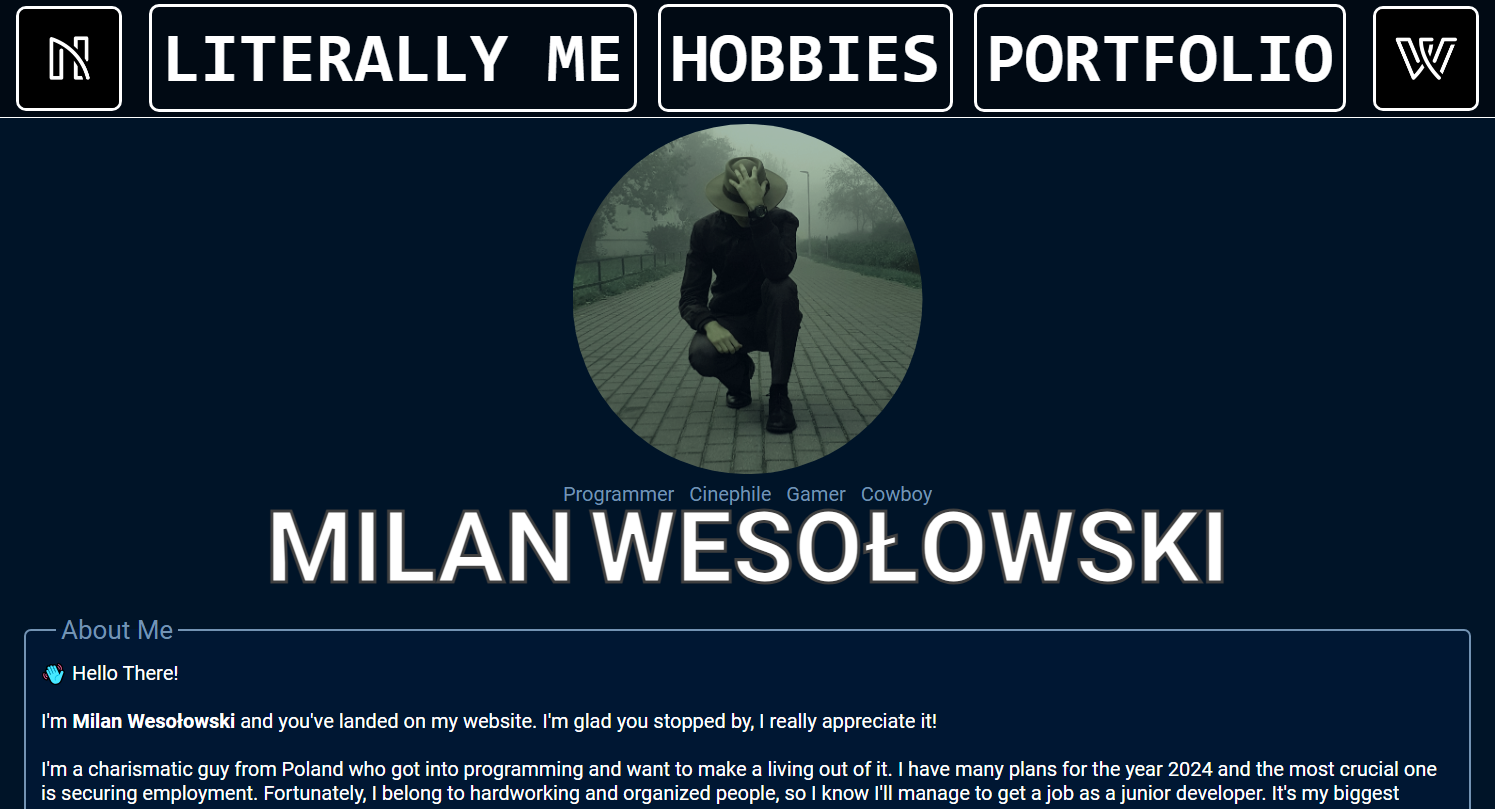 LITERALLY ME HOBBIES PORTFOLIO
Programmer Cinephile Gamer Cowboy
MILAN WESOŁOWSKI
About Me
👋 Hello There!
I'm Milan Wesołowski and you've landed on my website. I'm glad you stopped by, I really appreciate it!
I'm a charismatic guy from Poland who got into programming and want to make a living out of it. I have many plans for the year 2024 and the most crucial one
is securing employment. Fortunately, I belong to hardworking and organized people, so I know I'll manage to get a job as a junior developer. It's my biggest